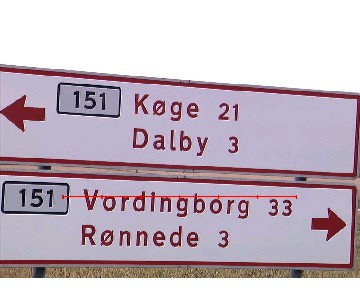 151 Køge 21
Dalby 3
151 Vordingborg 33
Rønnede 3